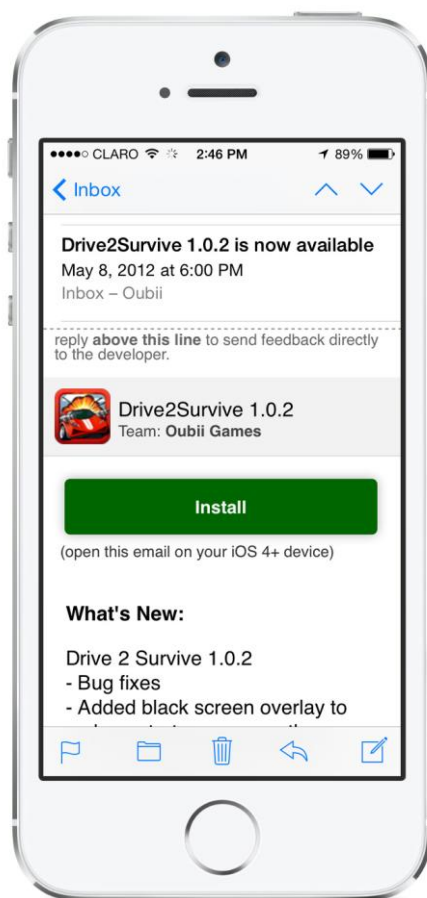 CLARO 2:46 PM 89%
Inbox
Drive2Survive 1.0.2 is now available
May 8, 2012 at 6:00 PM
Inbox – Oubii
reply above this line to send feedback directly
to the developer.
Drive2Survive 1.0.2
Team: Oubii Games
Install
(open this email on your iOS 4+ device)
What's New:
Drive 2 Survive 1.0.2
- Bug fixes
- Added black screen overlay to